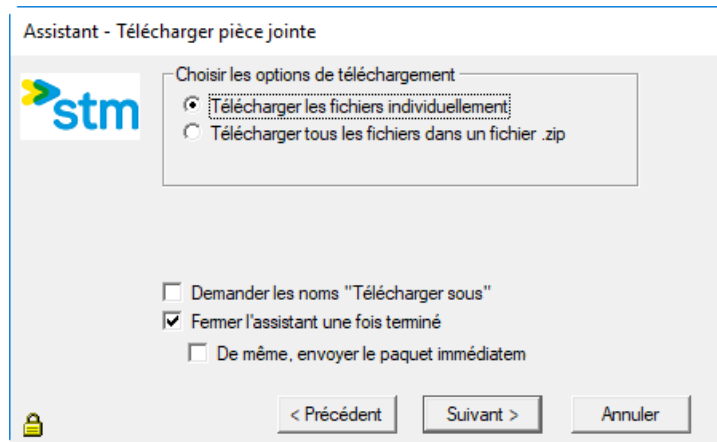 Assistant - Télécharger pièce jointe
stm
Choisir les options de téléchargement
Télécharger les fichiers individuellement
Télécharger tous les fichiers dans un fichier .zip
Demander les noms "Télécharger sous"
Fermer l'assistant une fois terminé
De même, envoyer le paquet immédiatem
< Précédent
Suivant >
Annuler